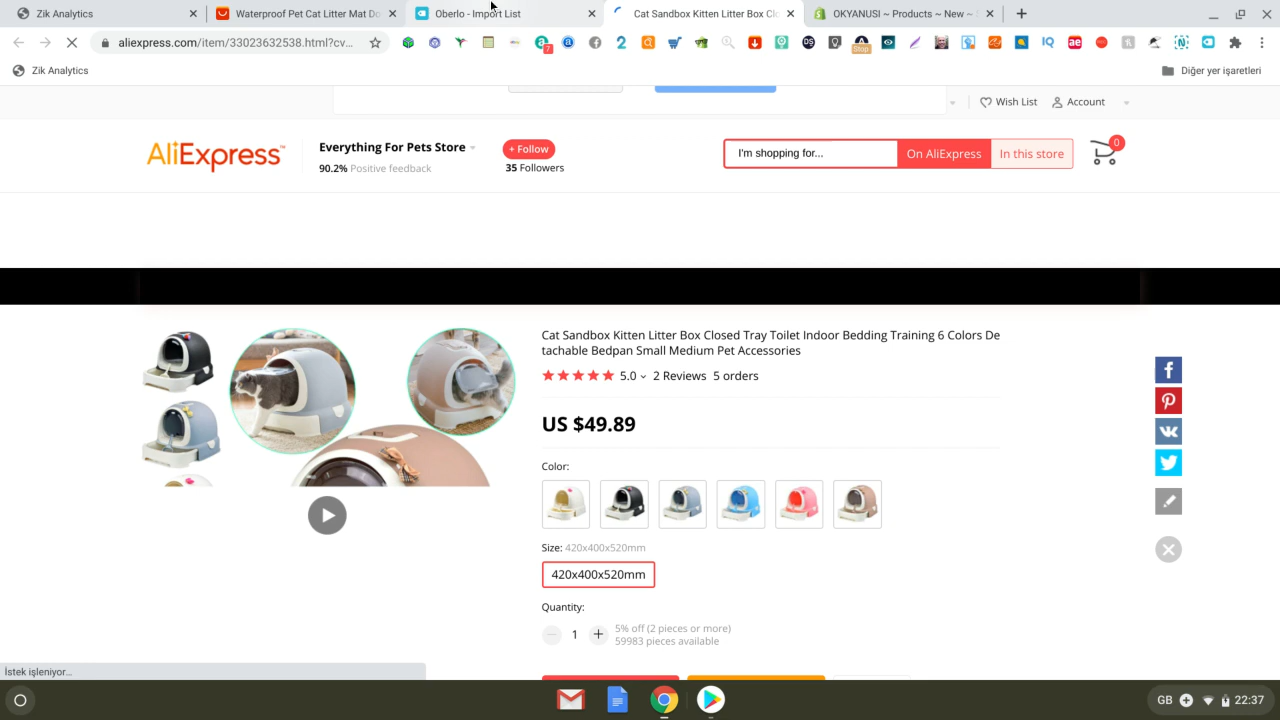 Zik Analytics
Waterproof Pet Cat Litter Mat Do
Oberlo - Import List
Cat Sandbox Kitten Litter Box Clo
OKYANUSI ~ Products ~ New ~
aliexpress.com/item/33023632538.html?cv...
7
Stop
IQ
ae
Zik Analytics
Diğer yer işaretleri
Wish List
Account
AliExpress™
Everything For Pets Store
90.2% Positive feedback
+ Follow
35 Followers
I'm shopping for...
On AliExpress
In this store
0
Cat Sandbox Kitten Litter Box Closed Tray Toilet Indoor Bedding Training 6 Colors De
tachable Bedpan Small Medium Pet Accessories
5.0
2 Reviews
5 orders
US $49.89
Color:
Size: 420x400x520mm
420x400x520mm
Quantity:
1
5% off (2 pieces or more)
59983 pieces available
İstek işleniyor...
GB
22:37